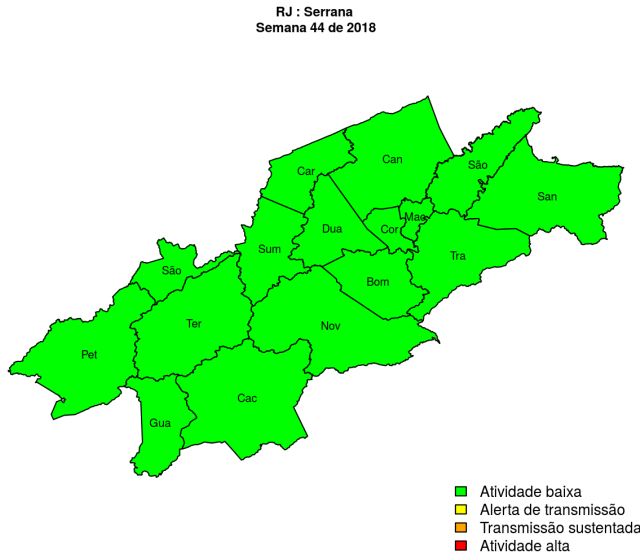 RJ : Serrana
Semana 44 de 2018
Can
São
Car
San
Mac
Dua
Cor
Sum
Tra
São
Bom
Ter
Nov
Pet
Cac
Gua
Atividade baixa
Alerta de transmissão
Transmissão sustentada
Atividade alta